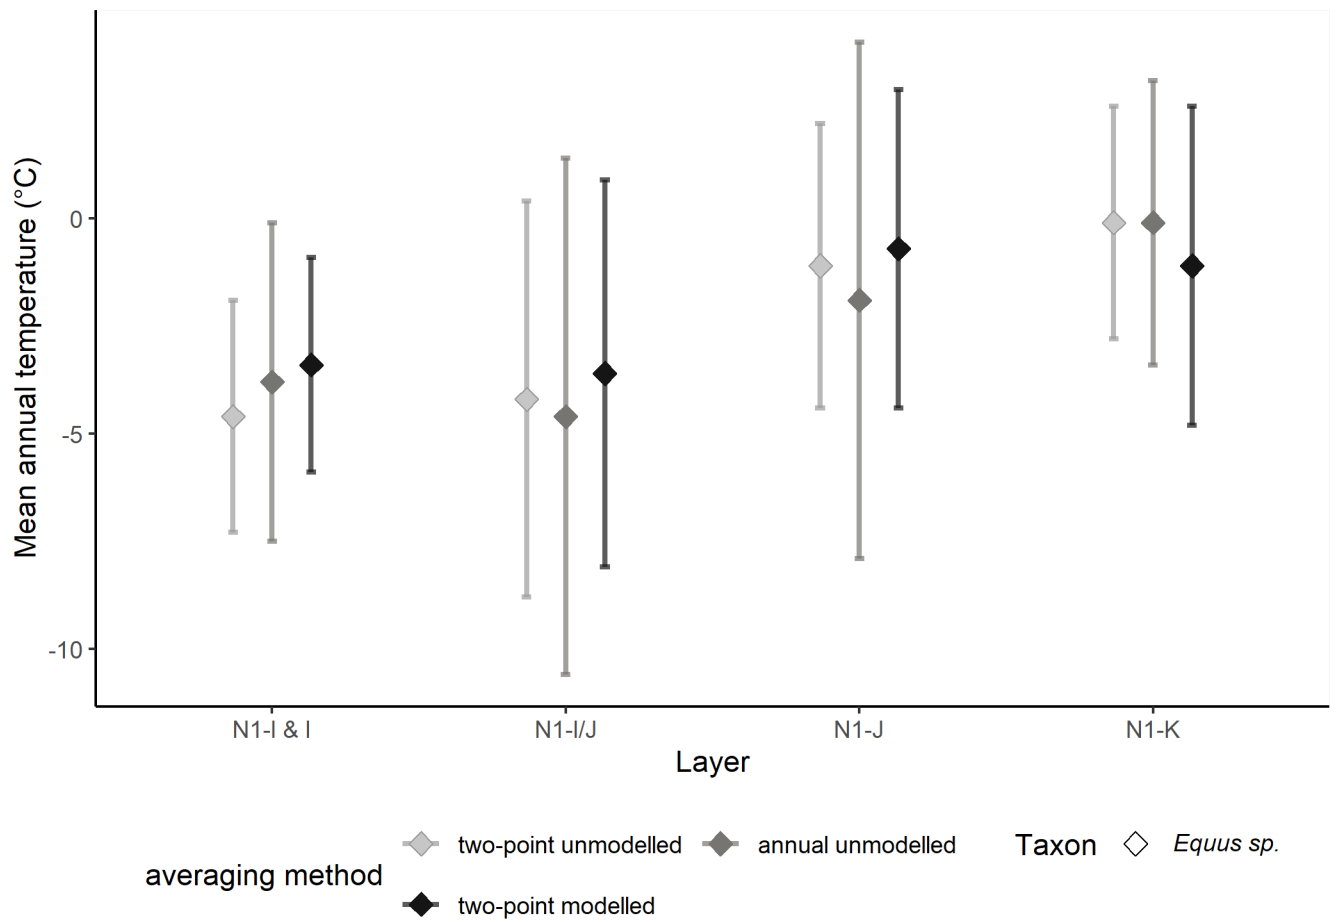 Mean annual temperature (°C)
0
-5
-10
N1-I & I
N1-I/J
N1-J
N1-K
Layer
averaging method
two-point unmodelled
annual unmodelled
two-point modelled
Taxon
Equus sp.